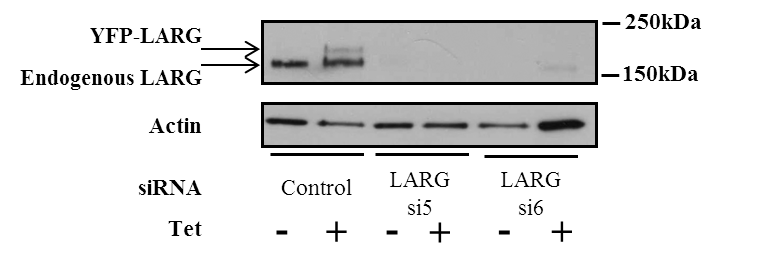 YFP-LARG
250kDa
Endogenous LARG
150kDa
Actin
siRNA Control LARG si5 LARG si6
Tet - + - + - +